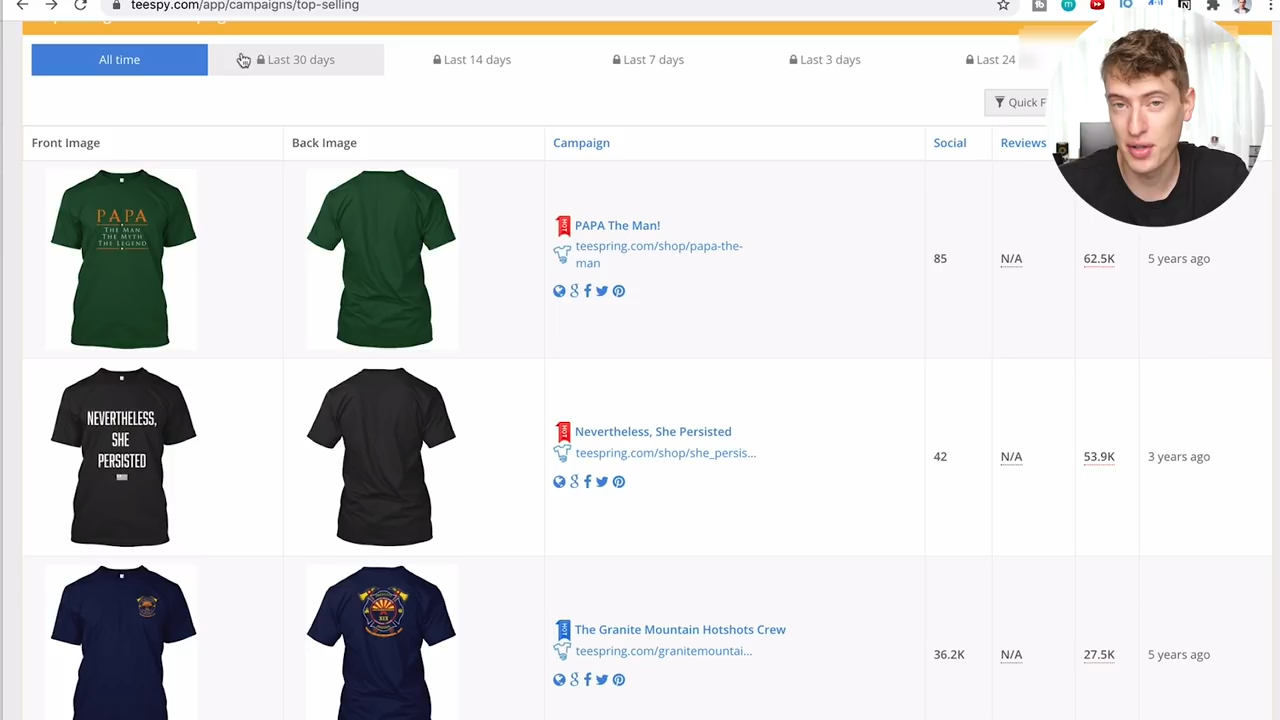 teespy.com/app/campaigns/top-selling
All time
Last 30 days
Last 14 days
Last 7 days
Last 3 days
Last 24
Quick F
Front Image
Back Image
Campaign
Social
Reviews
PAPA
THE MAN
THE MYTH
THE LEGEND
HOT
PAPA The Man!
teespring.com/shop/papa-the-
man
85
N/A
62.5K
5 years ago
NEVERTHELESS,
SHE
PERSISTED
HOT
Nevertheless, She Persisted
teespring.com/shop/she_persis...
42
N/A
53.9K
3 years ago
HOT
The Granite Mountain Hotshots Crew
teespring.com/granitemountai...
36.2K
N/A
27.5K
5 years ago